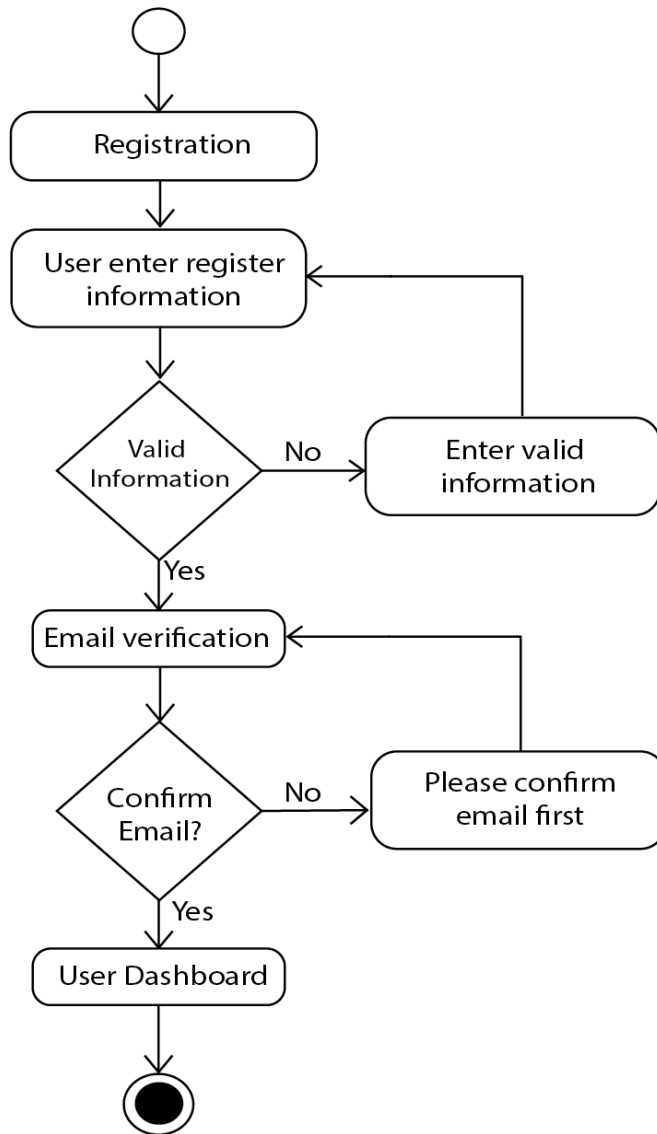 Registration
User enter register
information
Valid
Information
No
Enter valid
information
Yes
Email verification
Confirm
Email?
No
Please confirm
email first
Yes
User Dashboard